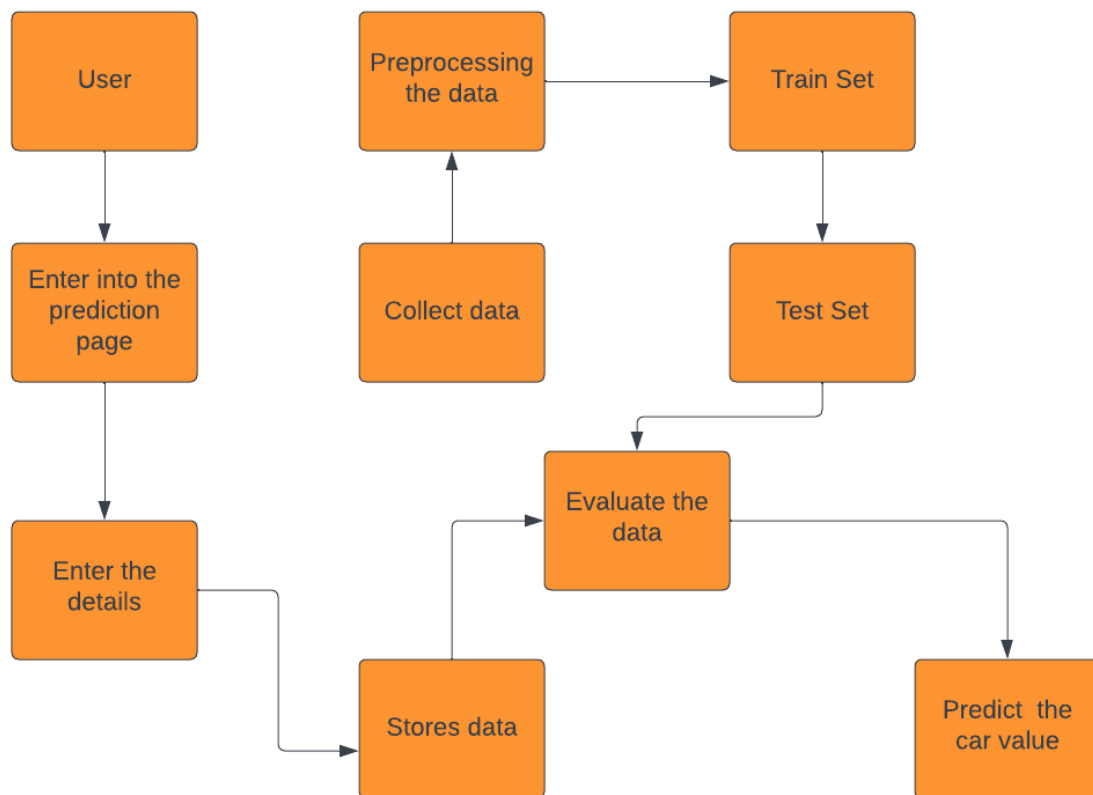 User
Preprocessing
the data
Train Set
Enter into the
prediction
page
Collect data
Test Set
Evaluate the
data
Enter the
details
Stores data
Predict  the
car value